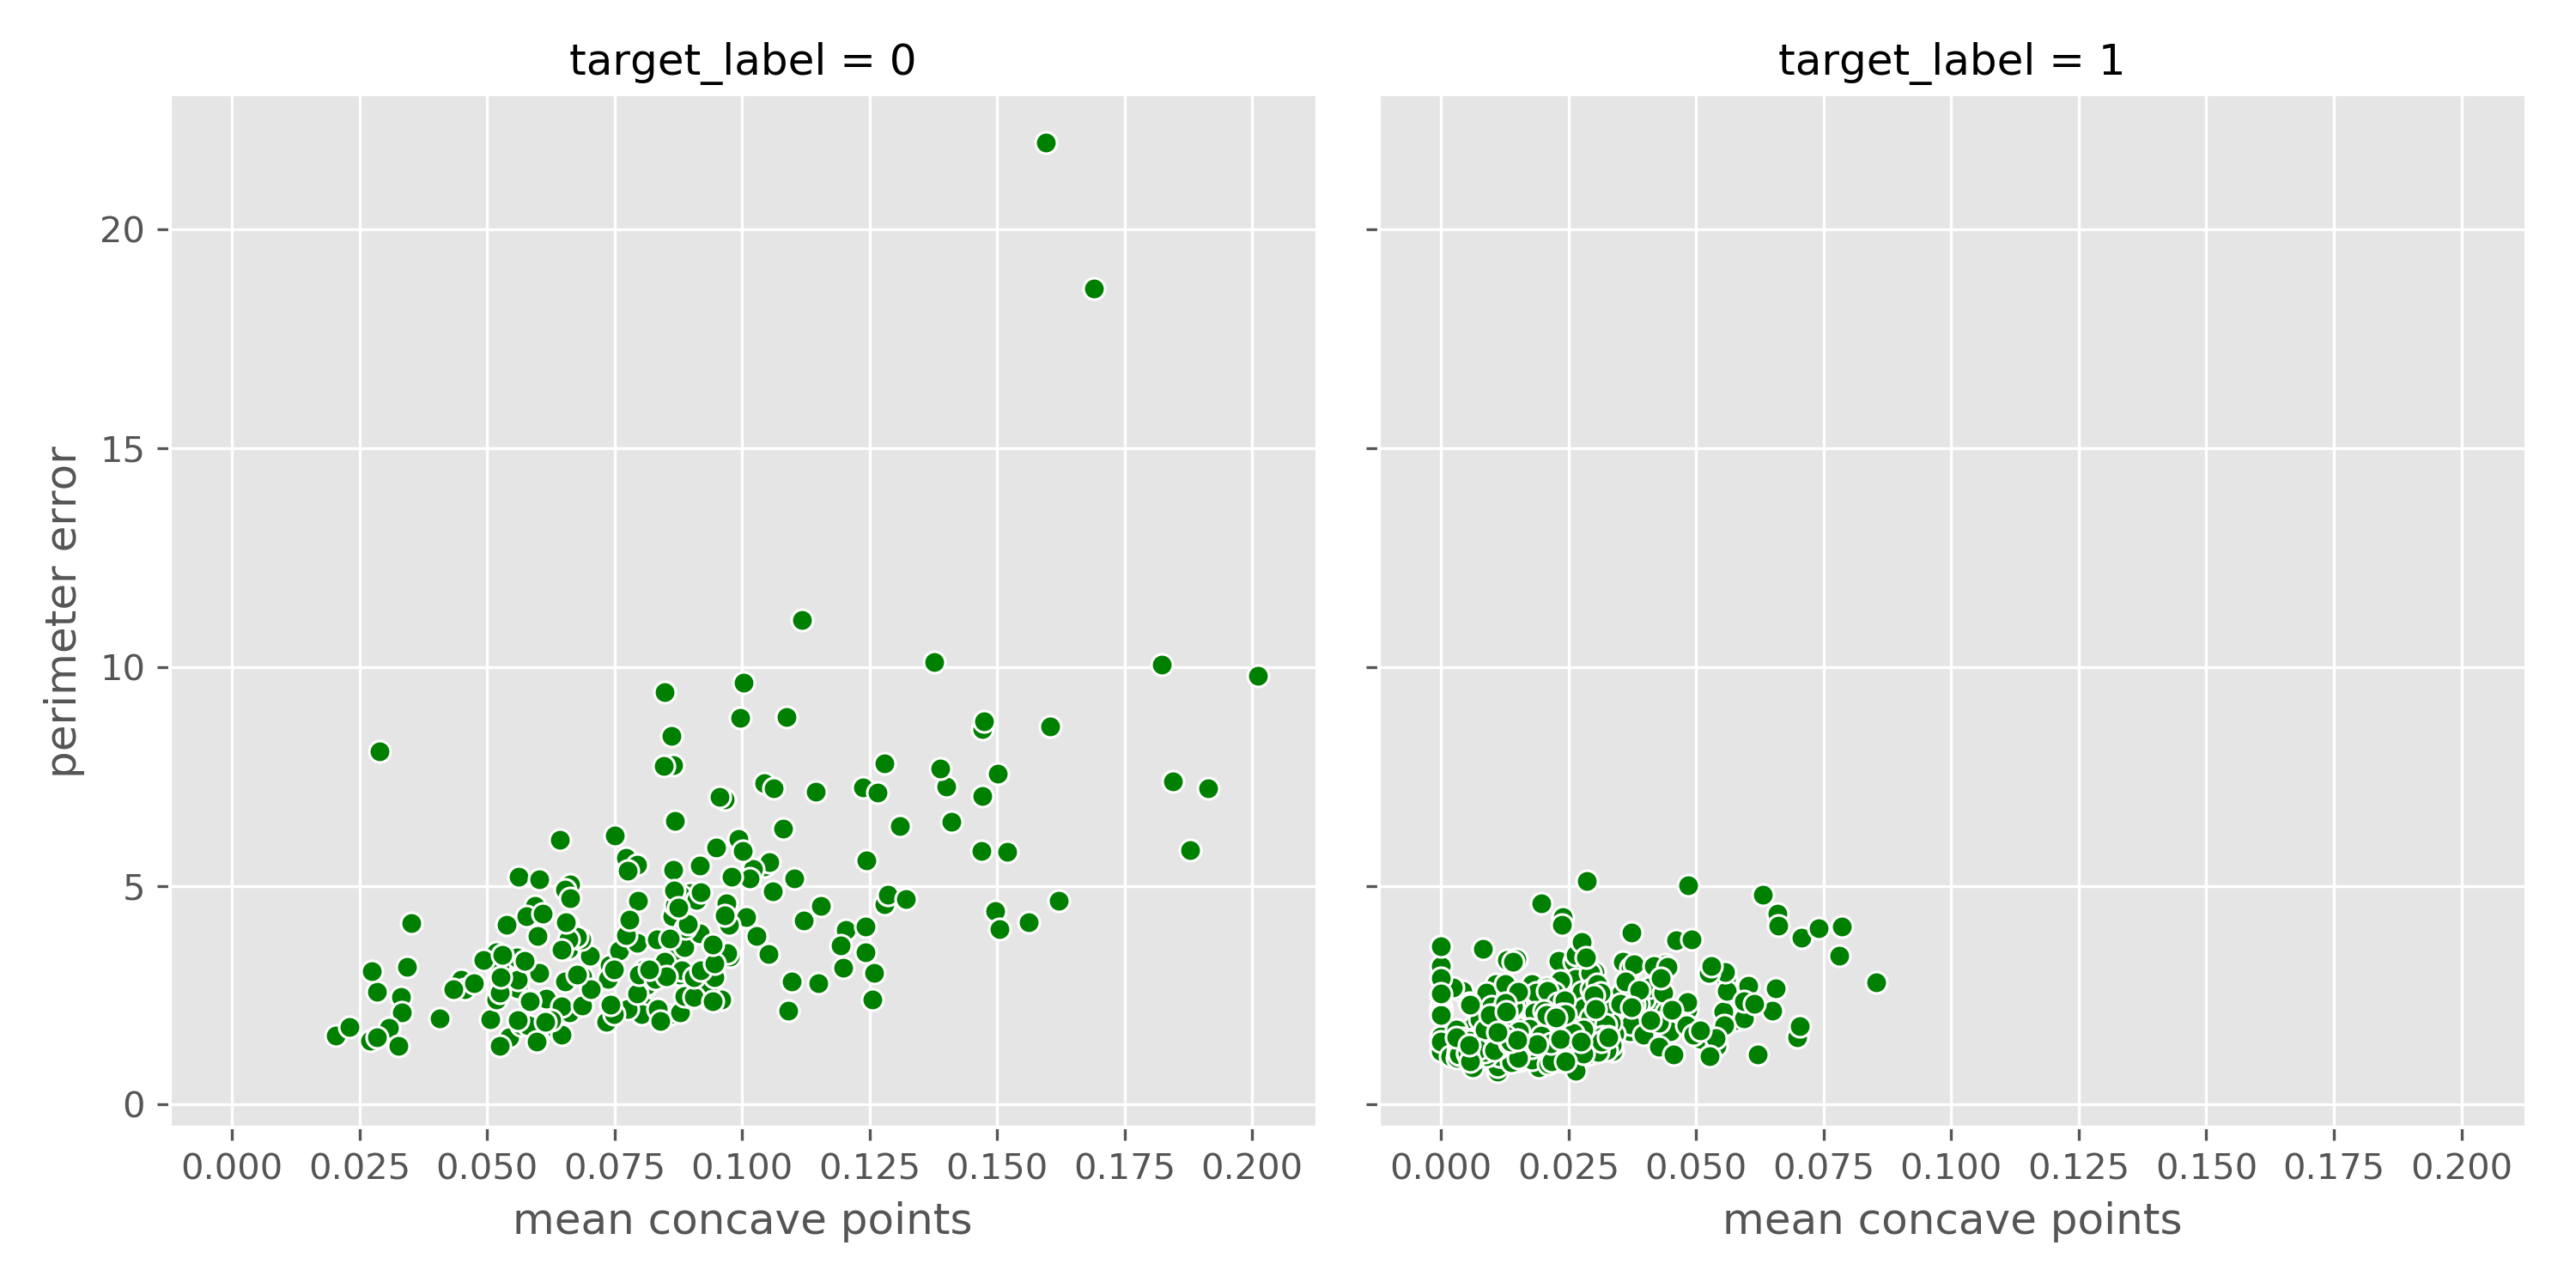 target_label = 0
target_label = 1
perimeter error
20
15
10
5
0
0.000 0.025 0.050 0.075 0.100 0.125 0.150 0.175 0.200
0.000 0.025 0.050 0.075 0.100 0.125 0.150 0.175 0.200
mean concave points
mean concave points